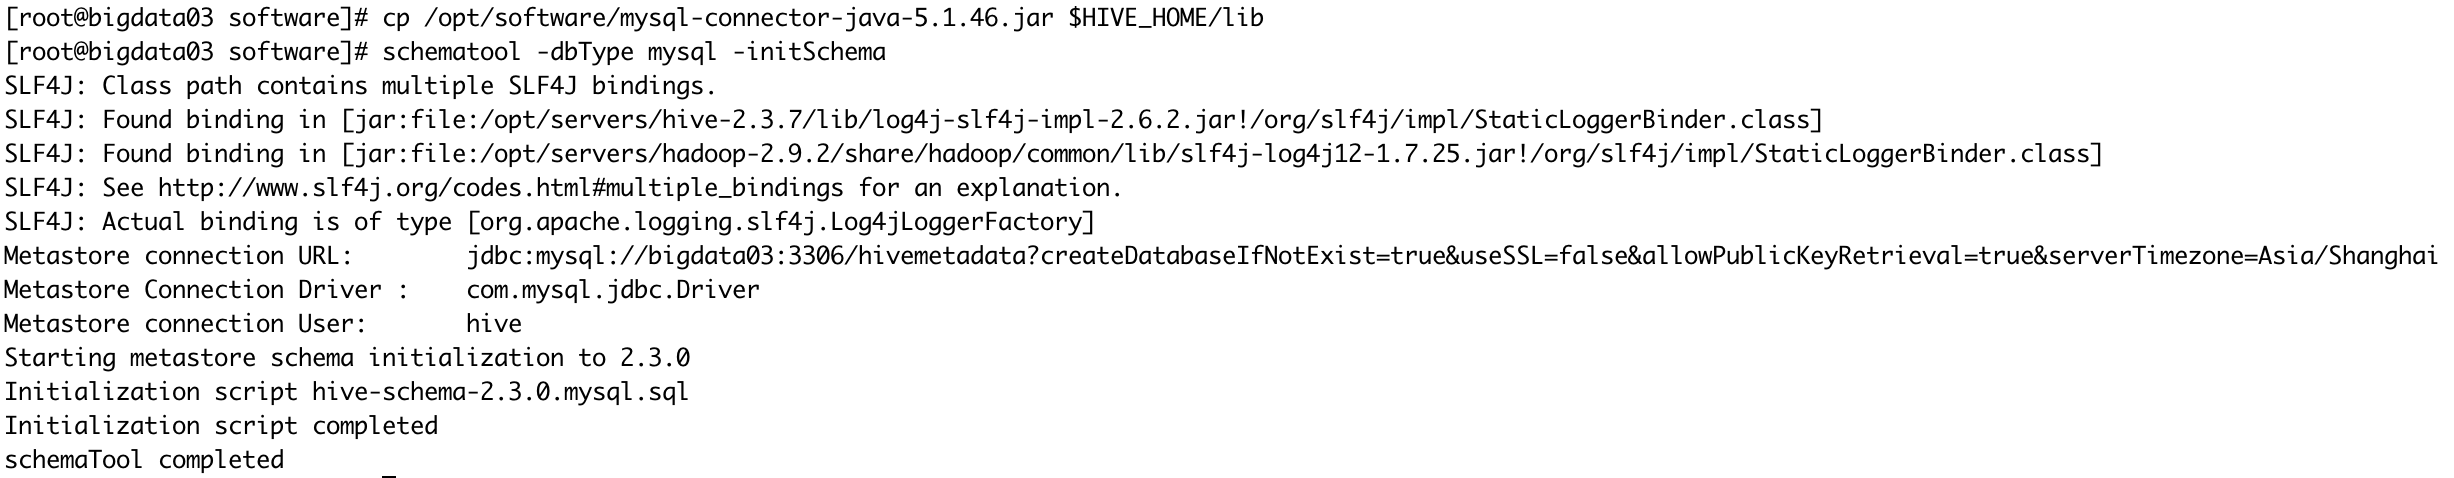 [root@bigdata03 software]# cp /opt/software/mysql-connector-java-5.1.46.jar $HIVE_HOME/lib
[root@bigdata03 software]# schematool -dbType mysql -initSchema
SLF4J: Class path contains multiple SLF4J bindings.
SLF4J: Found binding in [jar:file:/opt/servers/hive-2.3.7/lib/log4j-slf4j-impl-2.6.2.jar!/org/slf4j/impl/StaticLoggerBinder.class]
SLF4J: Found binding in [jar:file:/opt/servers/hadoop-2.9.2/share/hadoop/common/lib/slf4j-log4j12-1.7.25.jar!/org/slf4j/impl/StaticLoggerBinder.class]
SLF4J: See http://www.slf4j.org/codes.html#multiple_bindings for an explanation.
SLF4J: Actual binding is of type [org.apache.logging.slf4j.Log4jLoggerFactory]
Metastore connection URL:        jdbc:mysql://bigdata03:3306/hivemetadata?createDatabaseIfNotExist=true&useSSL=false&allowPublicKeyRetrieval=true&serverTimezone=Asia/Shanghai
Metastore Connection Driver :    com.mysql.jdbc.Driver
Metastore connection User:       hive
Starting metastore schema initialization to 2.3.0
Initialization script hive-schema-2.3.0.mysql.sql
Initialization script completed
schemaTool completed